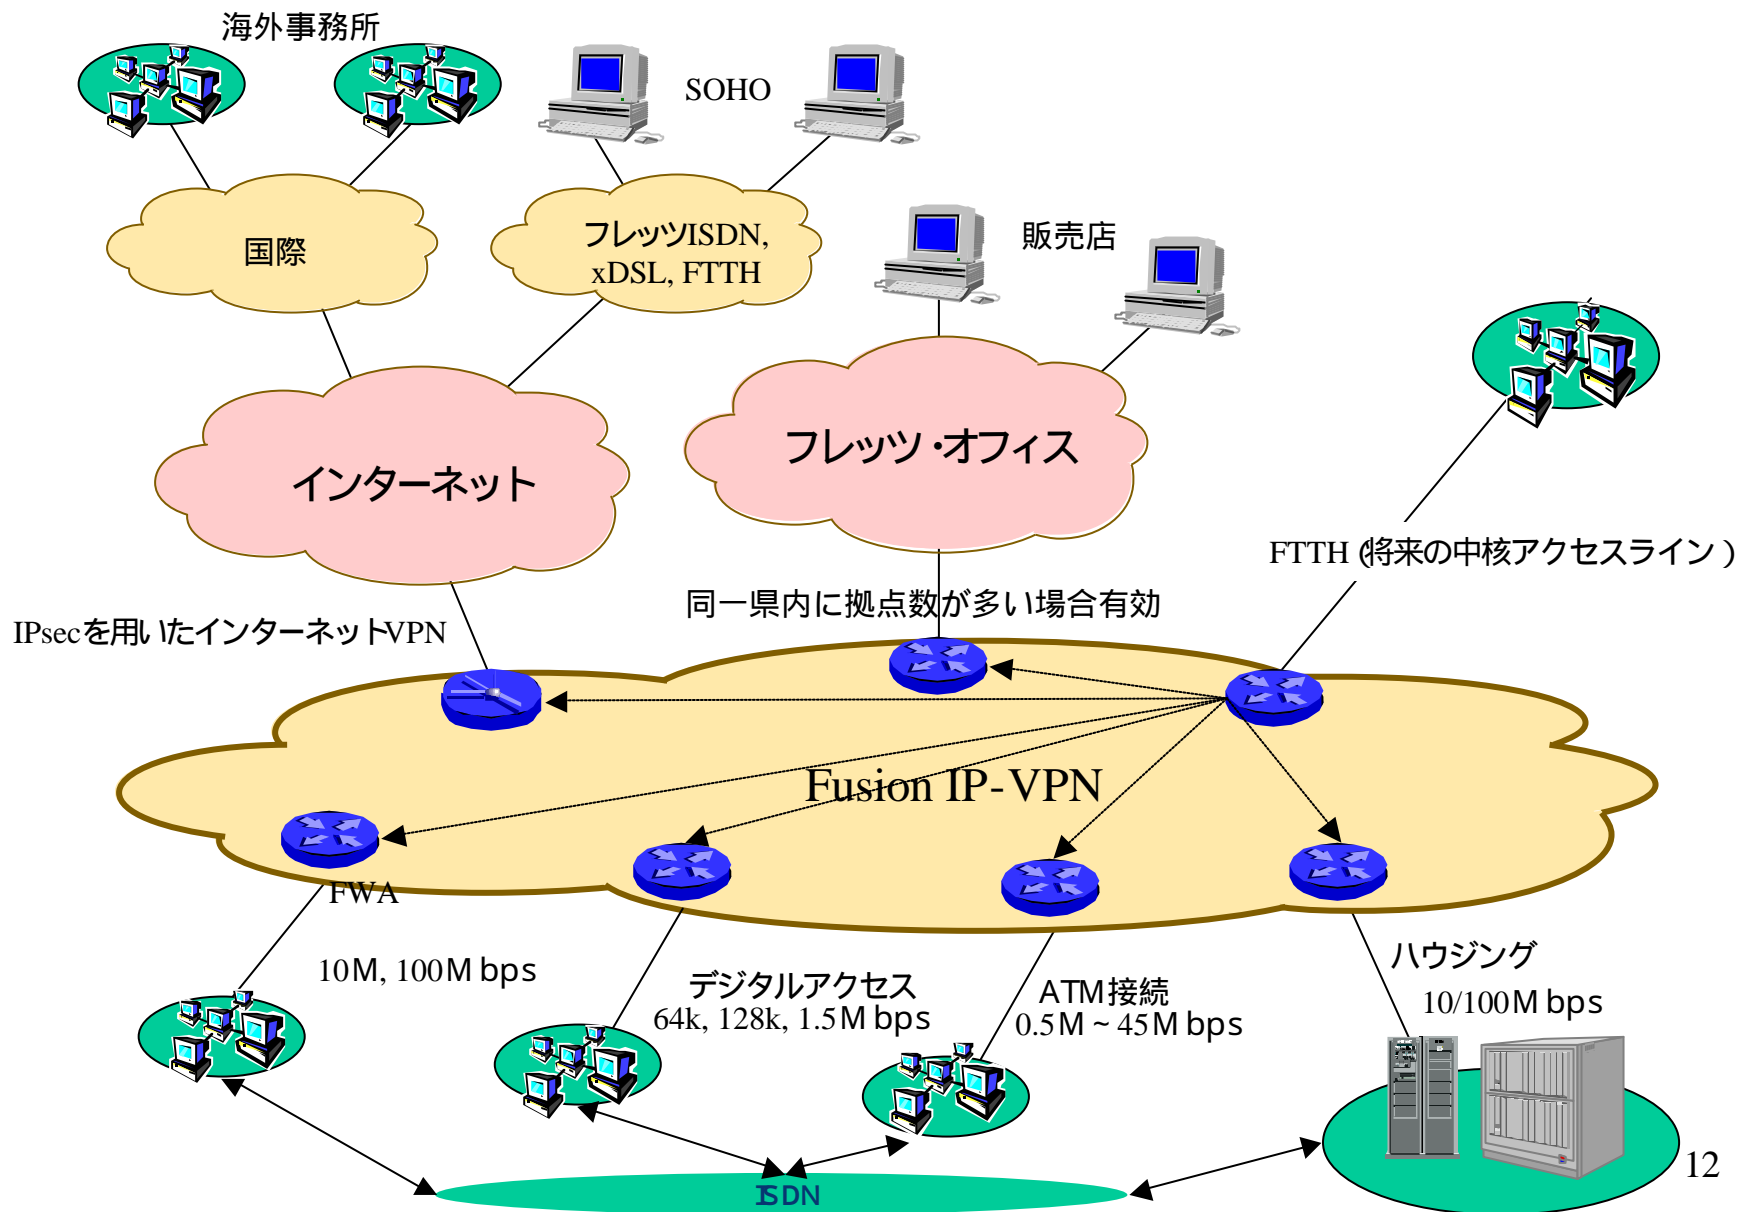 海外事務所
SOHO
販売店
国際
フレッツISDN,
xDSL, FTTH
インターネット
フレッツ・オフィス
FTTH (将来の中核アクセスライン)
同一県内に拠点数が多い場合有効
IPsecを用いたインターネットVPN
Fusion IP-VPN
FWA
10M, 100M bps
デジタルアクセス
64k, 128k, 1.5M bps
ATM接続
0.5M ~ 45M bps
ハウジング
10/100M bps
ISDN
12